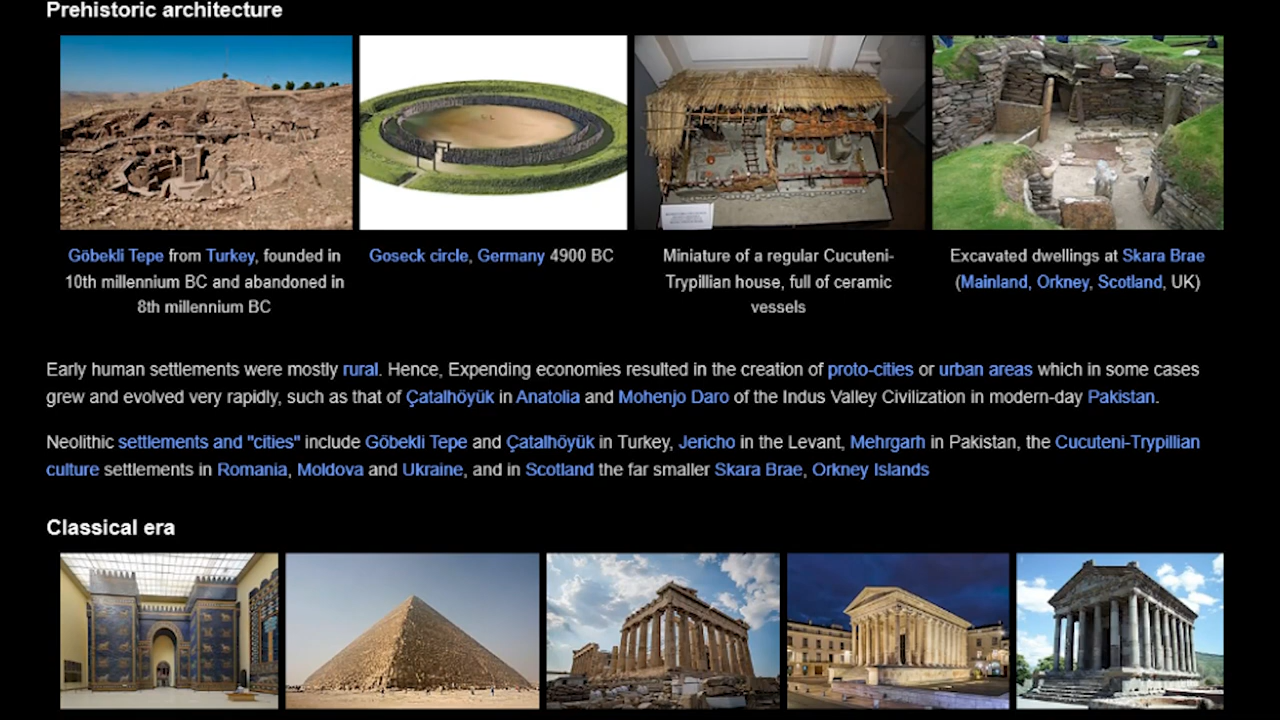 Prehistoric architecture
Göbekli Tepe from Turkey, founded in
10th millennium BC and abandoned in
8th millennium BC
Goseck circle, Germany 4900 BC
Miniature of a regular Cucuteni-
Trypillian house, full of ceramic
vessels
Excavated dwellings at Skara Brae
(Mainland, Orkney, Scotland, UK)
Early human settlements were mostly rural. Hence, Expending economies resulted in the creation of proto-cities or urban areas which in some cases
grew and evolved very rapidly, such as that of Çatalhöyük in Anatolia and Mohenjo Daro of the Indus Valley Civilization in modern-day Pakistan.
Neolithic settlements and "cities" include Göbekli Tepe and Çatalhöyük in Turkey, Jericho in the Levant, Mehrgarh in Pakistan, the Cucuteni-Trypillian
culture settlements in Romania, Moldova and Ukraine, and in Scotland the far smaller Skara Brae, Orkney Islands
Classical era